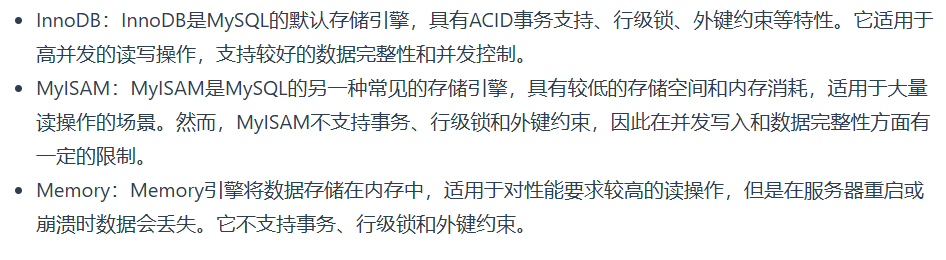 • InnoDB：InnoDB是MySQL的默认存储引擎，具有ACID事务支持、行级锁、外键约束等特性。它适用于
高并发的读写操作，支持较好的数据完整性和并发控制。
• MyISAM：MyISAM是MySQL的另一种常见的存储引擎，具有较低的存储空间和内存消耗，适用于大量
读操作的场景。然而，MyISAM不支持事务、行级锁和外键约束，因此在并发写入和数据完整性方面有
一定的限制。
• Memory：Memory引擎将数据存储在内存中，适用于对性能要求较高的读操作，但是在服务器重启或
崩溃时数据会丢失。它不支持事务、行级锁和外键约束。